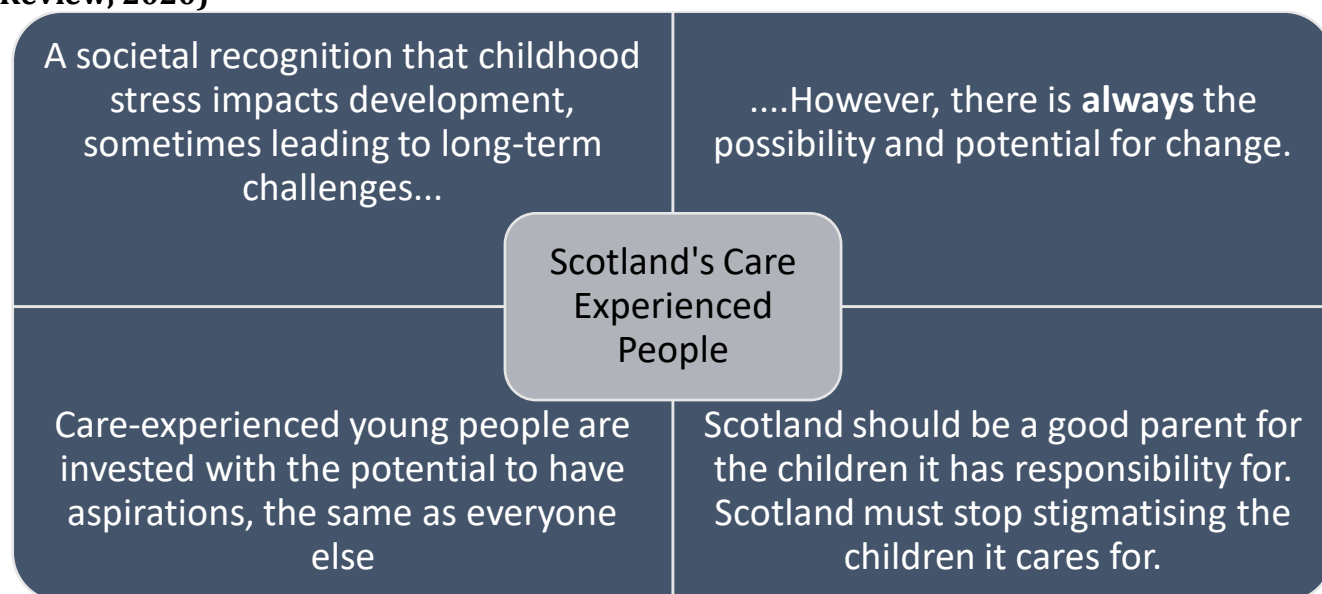 Review, 2020)
A societal recognition that childhood
stress impacts development,
sometimes leading to long-term
challenges...
....However, there is always the
possibility and potential for change.
Scotland's Care
Experienced
People
Care-experienced young people are
invested with the potential to have
aspirations, the same as everyone
else
Scotland should be a good parent for
the children it has responsibility for.
Scotland must stop stigmatising the
children it cares for.